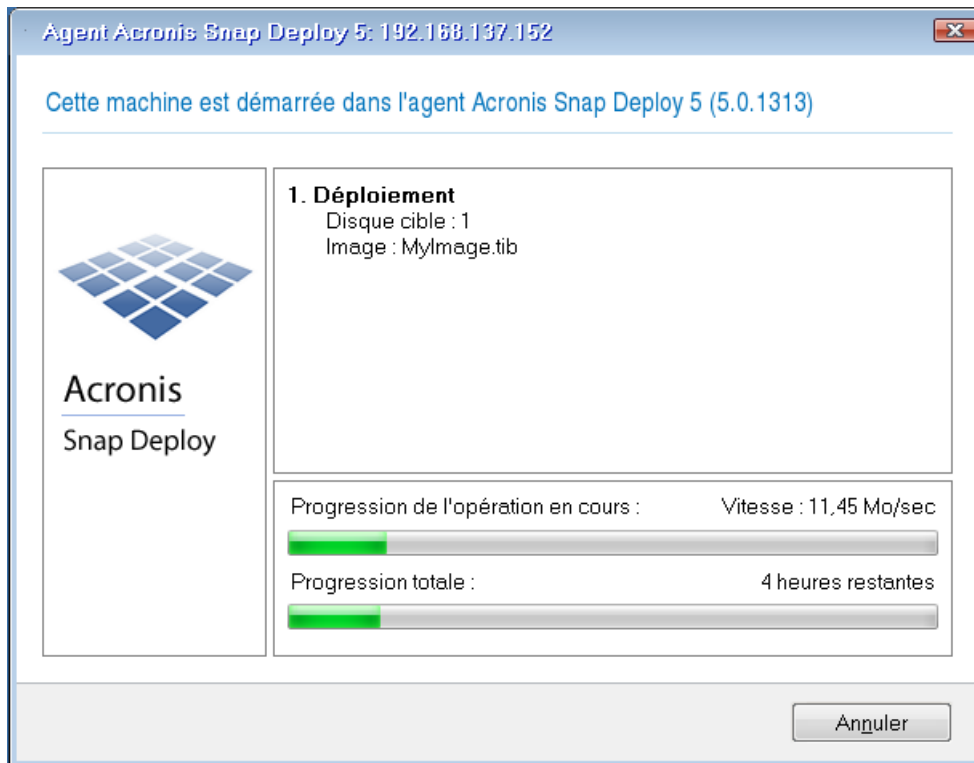 Agent Acronis Snap Deploy 5: 192.168.137.152
Cette machine est démarrée dans l'agent Acronis Snap Deploy 5 (5.0.1313)
Acronis
Snap Deploy
1. Déploiement
Disque cible : 1
Image : MyImage.tib
Progression de l'opération en cours : Vitesse : 11,45 Mo/sec
Progression totale : 4 heures restantes
Annuler